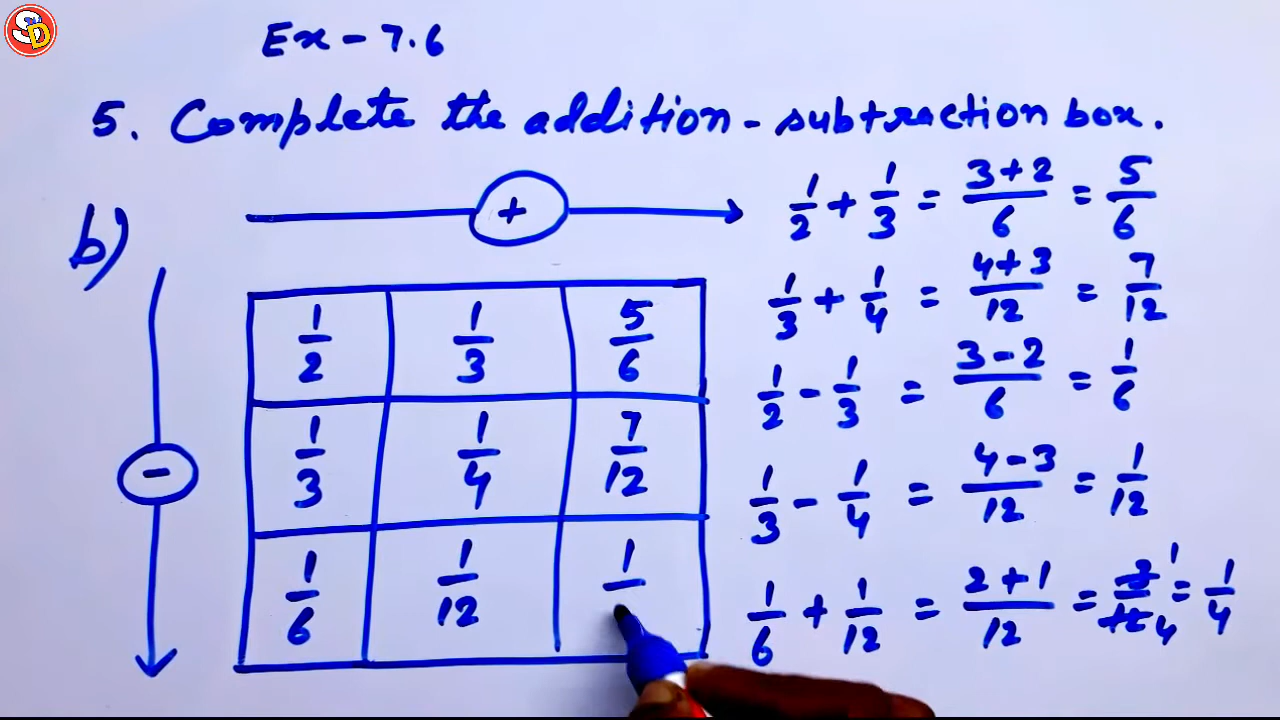 SD
Ex - 7.6
5. Complete the addition - subtraction box.
b)
+
-
1/2 1/3 5/6
1/3 1/4 7/12
1/6 1/12 1/
1/2 + 1/3 = 3+2/6 = 5/6
1/3 + 1/4 = 4+3/12 = 7/12
1/2 - 1/3 = 3-2/6 = 1/6
1/3 - 1/4 = 4-3/12 = 1/12
1/6 + 1/12 = 2+1/12 = 3/12 1/4 = 1/4